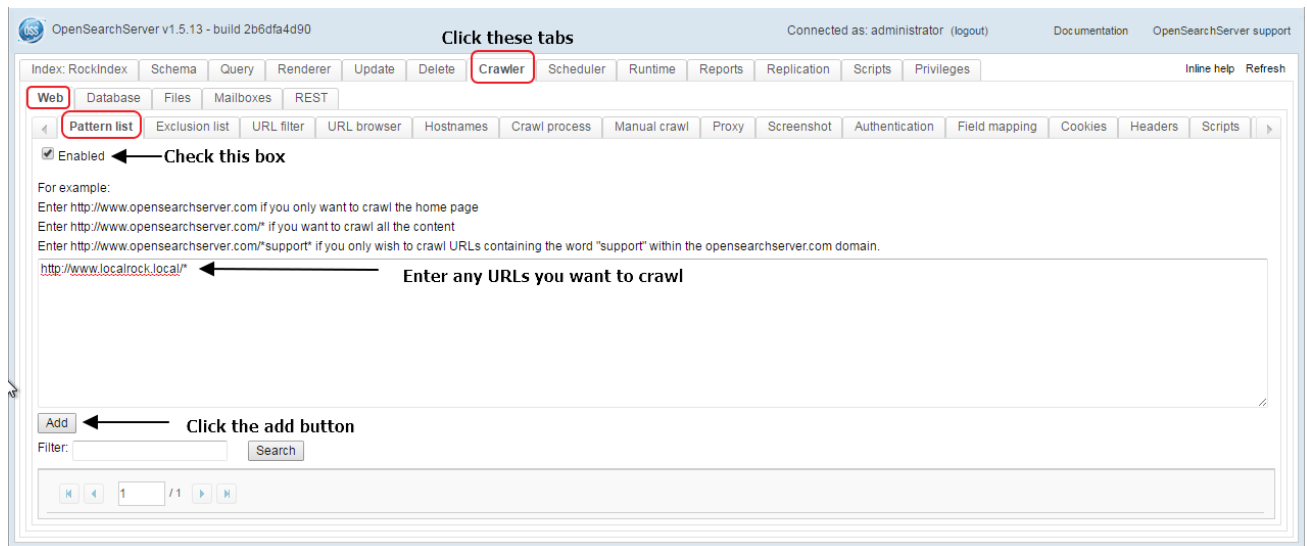 OSS OpenSearchServer v1.5.13 - build 2b6dfa4d90 Click these tabs Connected as: administrator (logout) Documentation OpenSearchServer support
Index: RockIndex Schema Query Renderer Update Delete Crawler Scheduler Runtime Reports Replication Scripts Privileges Inline help Refresh
Web Database Files Mailboxes REST
Pattern list Exclusion list URL filter URL browser Hostnames Crawl process Manual crawl Proxy Screenshot Authentication Field mapping Cookies Headers Scripts
Enabled Check this box
For example:
Enter http://www.opensearchserver.com if you only want to crawl the home page
Enter http://www.opensearchserver.com/* if you want to crawl all the content
Enter http://www.opensearchserver.com/*support* if you only wish to crawl URLs containing the word "support" within the opensearchserver.com domain.
http://www.localrock.local/* Enter any URLs you want to crawl
Add Click the add button
Filter: Search
1 / 1